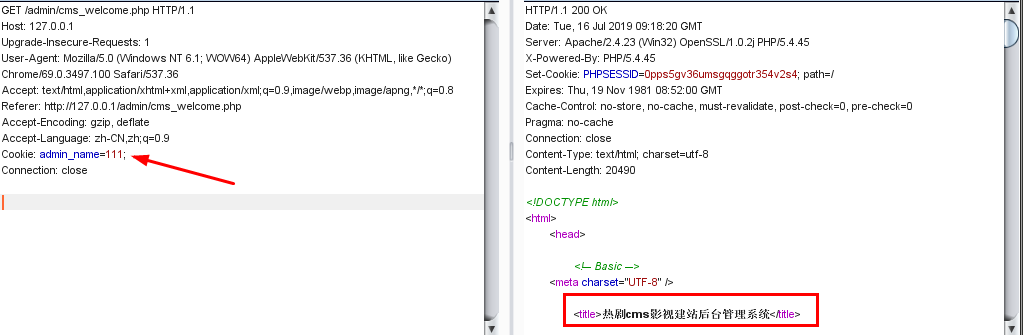 GET /admin/cms_welcome.php HTTP/1.1
Host: 127.0.0.1
Upgrade-Insecure-Requests: 1
User-Agent: Mozilla/5.0 (Windows NT 6.1; WOW64) AppleWebKit/537.36 (KHTML, like Gecko)
Chrome/69.0.3497.100 Safari/537.36
Accept: text/html,application/xhtml+xml,application/xml;q=0.9,image/webp,image/apng,*/*;q=0.8
Referer: http://127.0.0.1/admin/cms_welcome.php
Accept-Encoding: gzip, deflate
Accept-Language: zh-CN,zh;q=0.9
Cookie: admin_name=111;
Connection: close
HTTP/1.1 200 OK
Date: Tue, 16 Jul 2019 09:18:20 GMT
Server: Apache/2.4.23 (Win32) OpenSSL/1.0.2j PHP/5.4.45
X-Powered-By: PHP/5.4.45
Set-Cookie: PHPSESSID=0pps5gv36umsgqggotr354v2s4; path=/
Expires: Thu, 19 Nov 1981 08:52:00 GMT
Cache-Control: no-store, no-cache, must-revalidate, post-check=0, pre-check=0
Pragma: no-cache
Connection: close
Content-Type: text/html; charset=utf-8
Content-Length: 20490
<!DOCTYPE html>
<html>
<head>
<!-- Basic -->
<meta charset="UTF-8" />
<title>热剧cms影视建站后台管理系统</title>